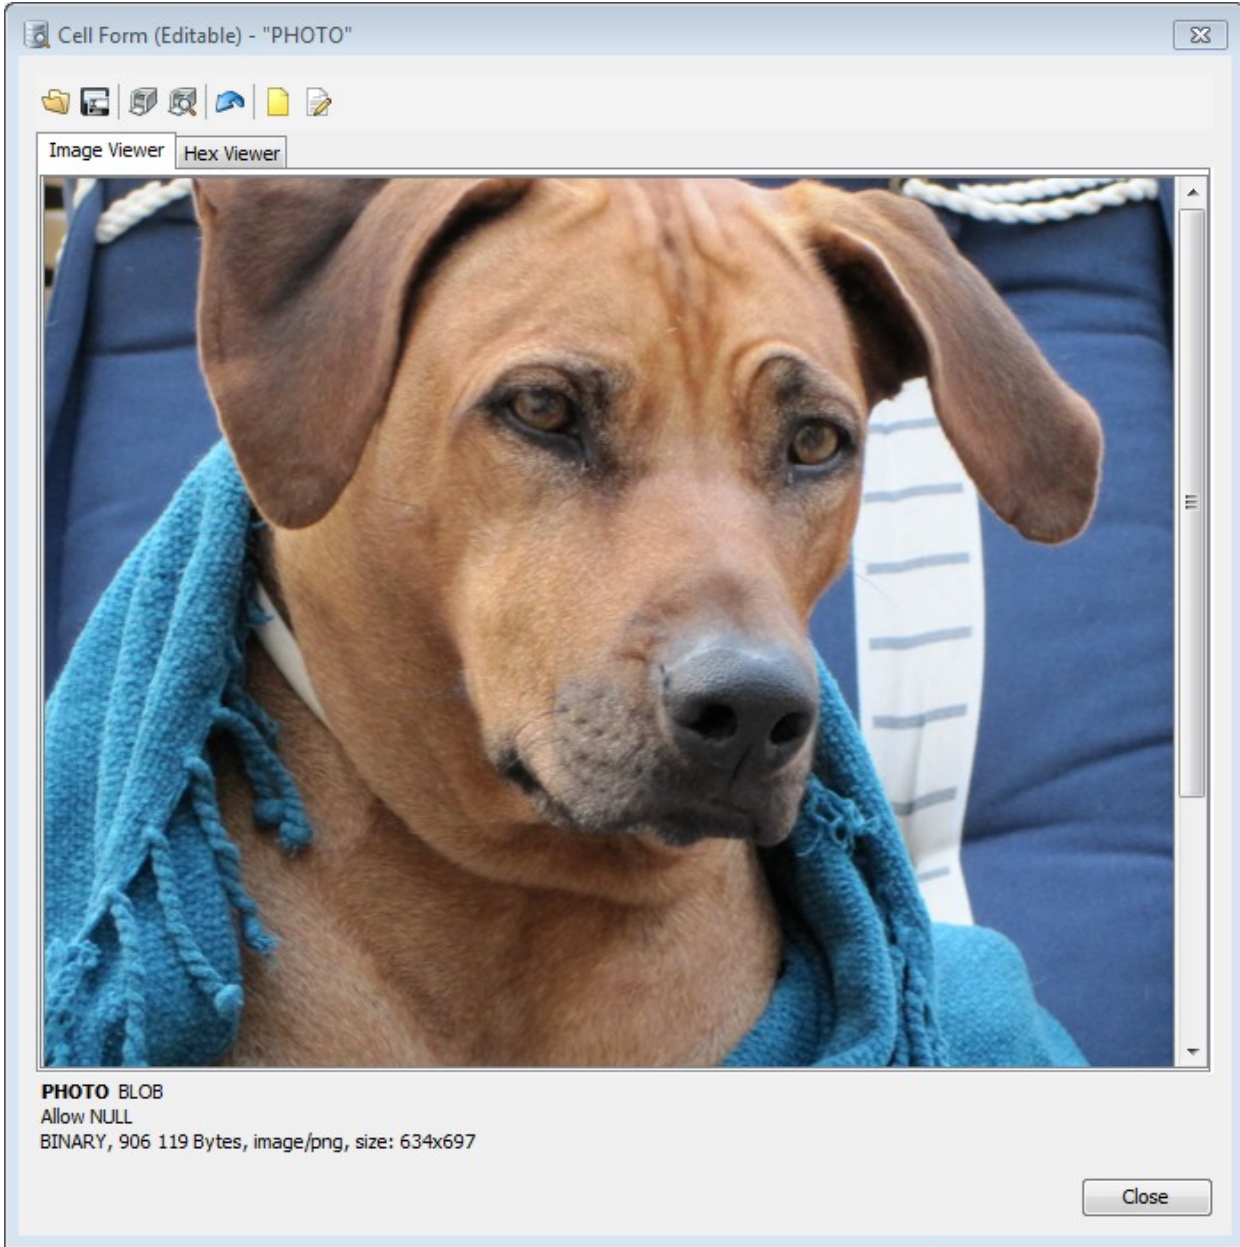 Cell Form (Editable) - "PHOTO"
Image Viewer
Hex Viewer
PHOTO BLOB
Allow NULL
BINARY, 906 119 Bytes, image/png, size: 634x697
Close